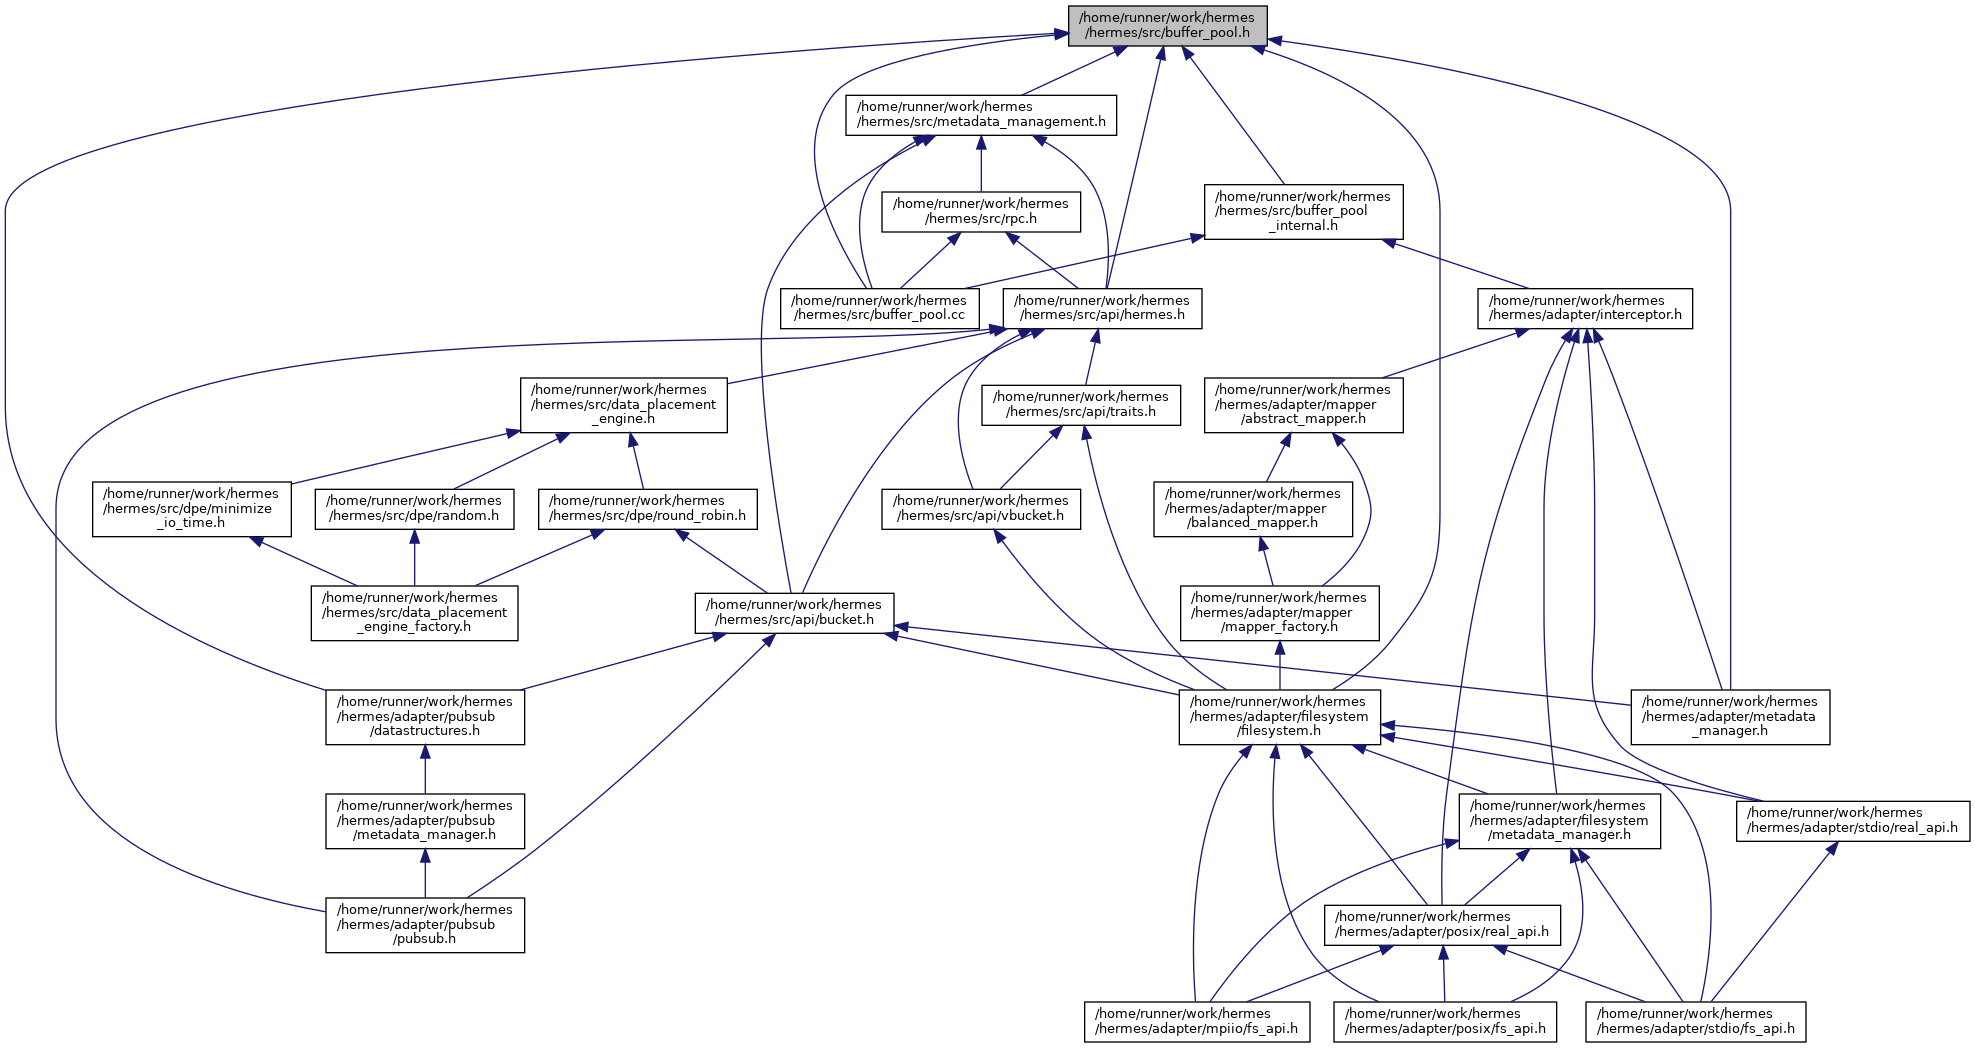 /home/runner/work/hermes
/hermes/src/buffer_pool.h
/home/runner/work/hermes
/hermes/src/metadata_management.h
/home/runner/work/hermes
/hermes/src/rpc.h
/home/runner/work/hermes
/hermes/src/buffer_pool
_internal.h
/home/runner/work/hermes
/hermes/src/buffer_pool.cc
/home/runner/work/hermes
/hermes/src/api/hermes.h
/home/runner/work/hermes
/hermes/adapter/interceptor.h
/home/runner/work/hermes
/hermes/src/data_placement
_engine.h
/home/runner/work/hermes
/hermes/src/api/traits.h
/home/runner/work/hermes
/hermes/adapter/mapper
/abstract_mapper.h
/home/runner/work/hermes
/hermes/src/dpe/minimize
_io_time.h
/home/runner/work/hermes
/hermes/src/dpe/random.h
/home/runner/work/hermes
/hermes/src/dpe/round_robin.h
/home/runner/work/hermes
/hermes/src/api/vbucket.h
/home/runner/work/hermes
/hermes/adapter/mapper
/balanced_mapper.h
/home/runner/work/hermes
/hermes/src/data_placement
_engine_factory.h
/home/runner/work/hermes
/hermes/src/api/bucket.h
/home/runner/work/hermes
/hermes/adapter/mapper
/mapper_factory.h
/home/runner/work/hermes
/hermes/adapter/pubsub
/datastructures.h
/home/runner/work/hermes
/hermes/adapter/filesystem
/filesystem.h
/home/runner/work/hermes
/hermes/adapter/metadata
_manager.h
/home/runner/work/hermes
/hermes/adapter/pubsub
/metadata_manager.h
/home/runner/work/hermes
/hermes/adapter/filesystem
/metadata_manager.h
/home/runner/work/hermes
/hermes/adapter/stdio/real_api.h
/home/runner/work/hermes
/hermes/adapter/pubsub
/pubsub.h
/home/runner/work/hermes
/hermes/adapter/posix/real_api.h
/home/runner/work/hermes
/hermes/adapter/mpiio/fs_api.h
/home/runner/work/hermes
/hermes/adapter/posix/fs_api.h
/home/runner/work/hermes
/hermes/adapter/stdio/fs_api.h